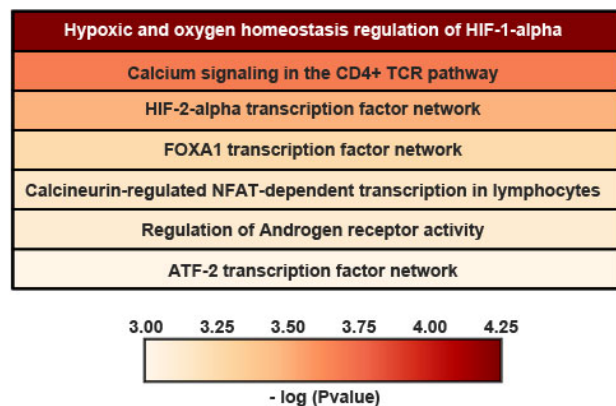 Hypoxic and oxygen homeostasis regulation of HIF-1-alpha
Calcium signaling in the CD4+ TCR pathway
HIF-2-alpha transcription factor network
FOXA1 transcription factor network
Calcineurin-regulated NFAT-dependent transcription in lymphocytes
Regulation of Androgen receptor activity
ATF-2 transcription factor network
3.00 3.25 3.50 3.75 4.00 4.25
- log (Pvalue)